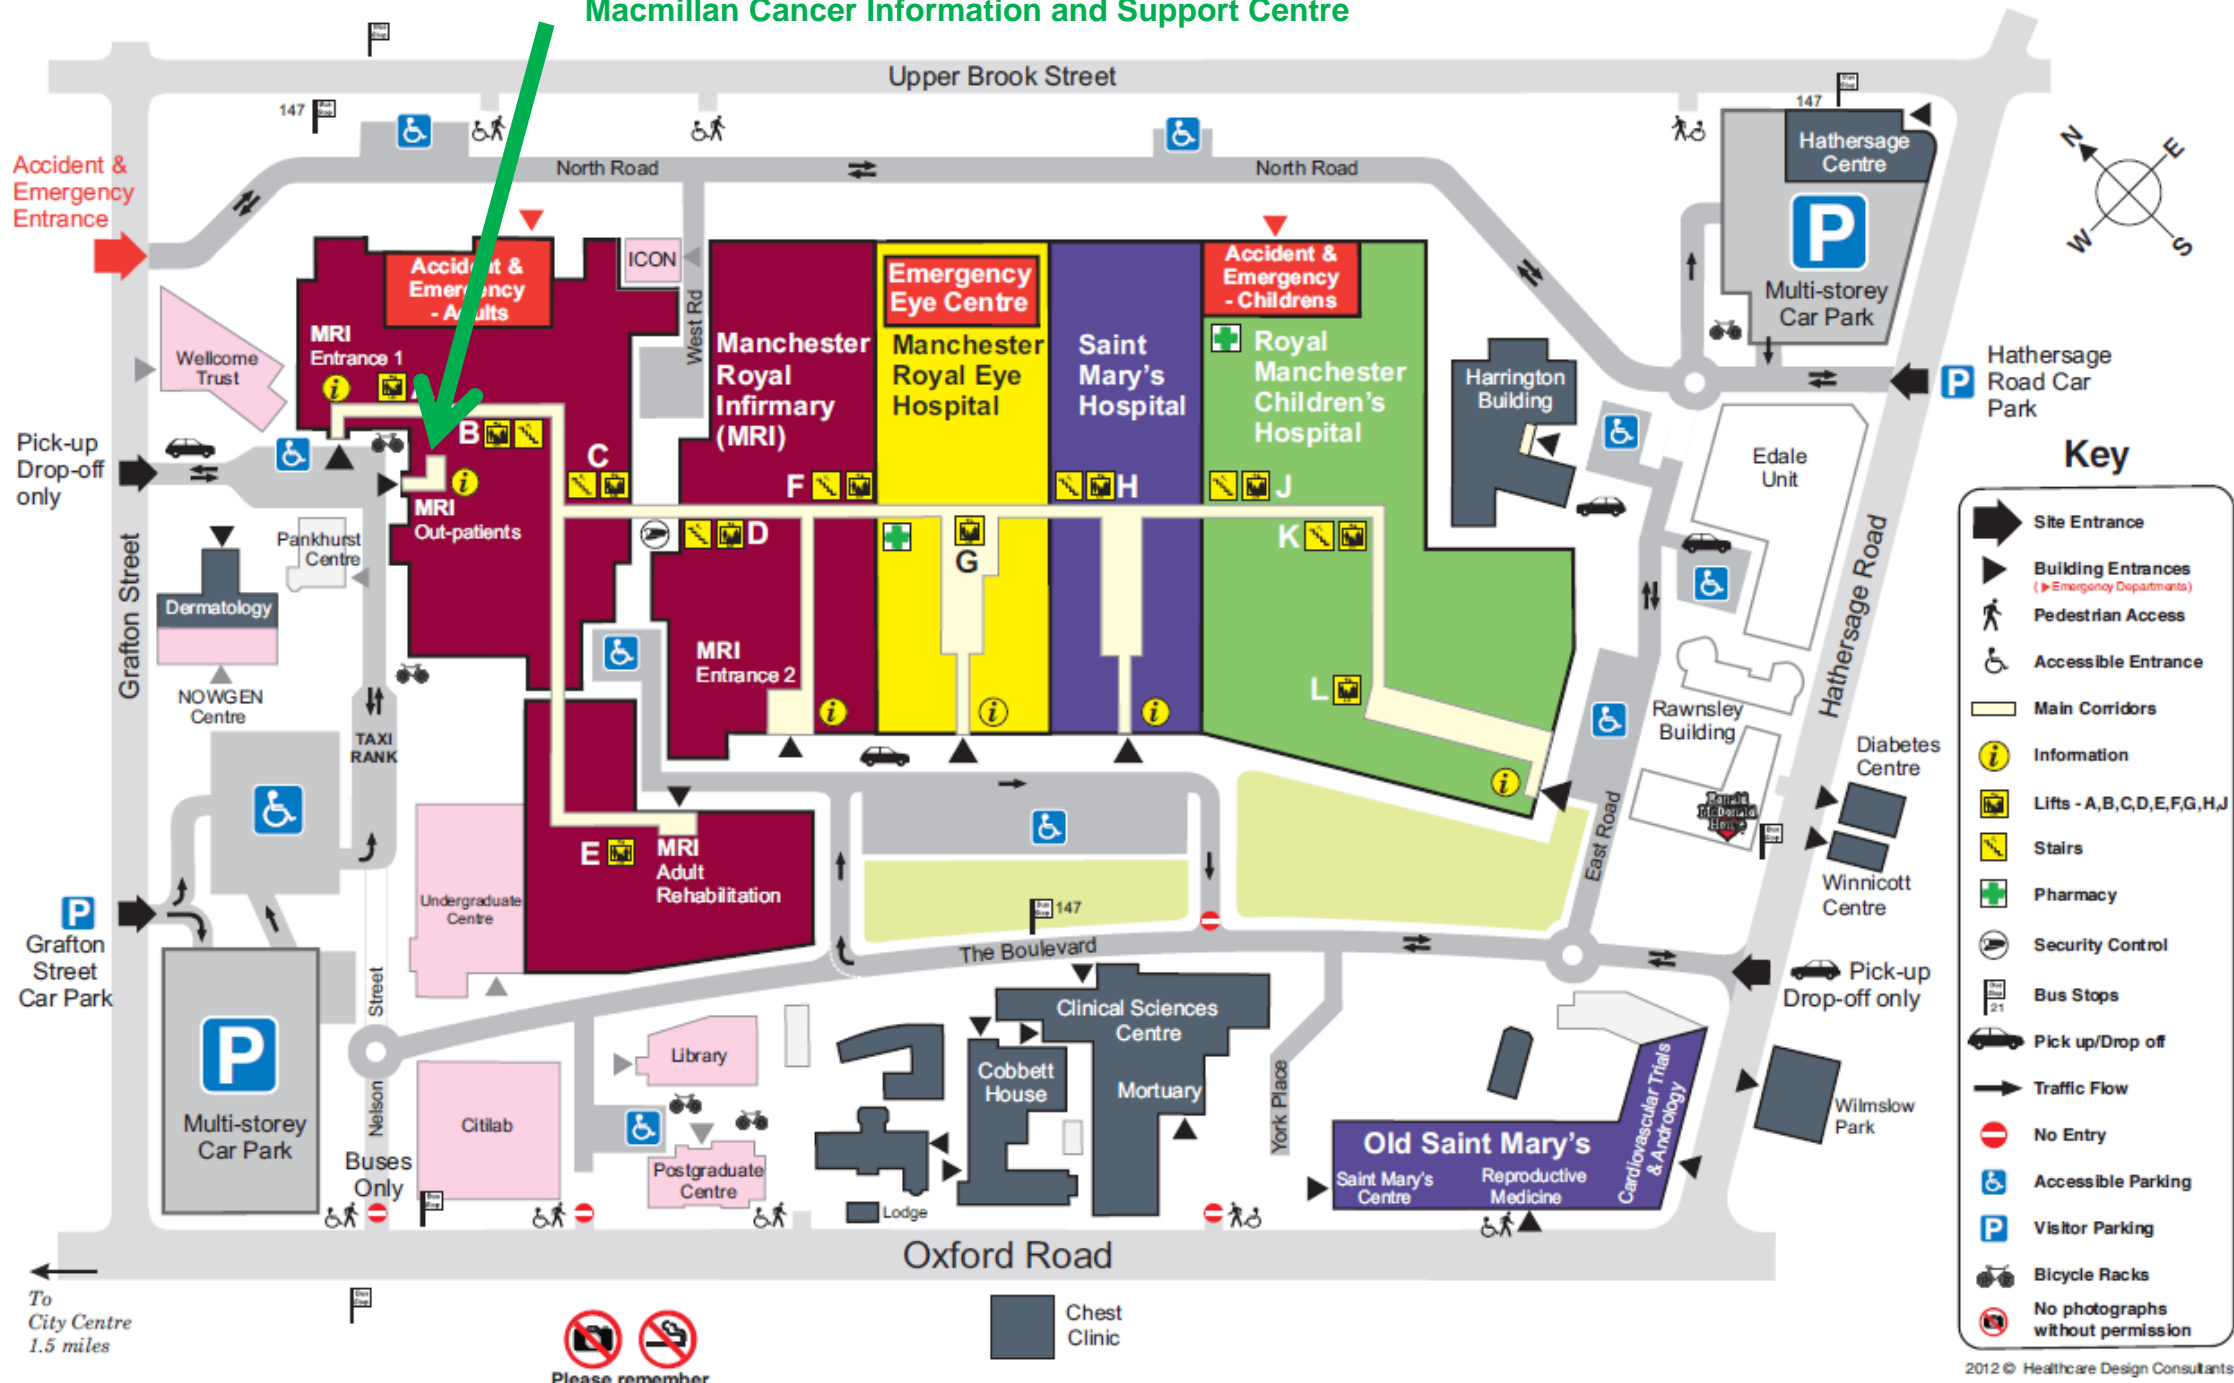 Macmillan Cancer Information and Support Centre
Upper Brook Street
147
147
Hathersage
Centre
N
E
W
S
Accident &
Emergency
Entrance
North Road
North Road
ICON
West Rd
Accident &
Emergency
- Adults
Emergency
Eye Centre
Accident &
Emergency
- Childrens
P
Multi-storey
Car Park
MRI
Entrance 1
Wellcome
Trust
Manchester
Royal
Infirmary
(MRI)
Manchester
Royal Eye
Hospital
Saint
Mary's
Hospital
Royal
Manchester
Children's
Hospital
Harrington
Building
P
Hathersage
Road Car
Park
Pick-up
Drop-off
only
B
C
F
H
J
MRI
Out-patients
D
G
K
Edale
Unit
Pankhurst
Centre
Grafton Street
Dermatology
NOWGEN
Centre
MRI
Entrance 2
L
Rawnsley
Building
Hathersage Road
TAXI
RANK
Diabetes
Centre
Ronald
McDonald
House
Winnicott
Centre
East Road
E
MRI
Adult
Rehabilitation
Undergraduate
Centre
147
The Boulevard
P
Grafton
Street
Car Park
Pick-up
Drop-off only
P
Multi-storey
Car Park
Nelson
Street
Buses
Only
Citilab
Library
Postgraduate
Centre
Cobbett
House
Clinical Sciences
Centre
Mortuary
Lodge
York Place
Old Saint Mary's
Saint Mary's
Centre
Reproductive
Medicine
Cardiovascular Trials
& Andrology
Wilmslow
Park
Oxford Road
To
City Centre
1.5 miles
Chest
Clinic
Please remember
Key
Site Entrance
Building Entrances
( Emergency Departments)
Pedestrian Access
Accessible Entrance
Main Corridors
Information
Lifts - A,B,C,D,E,F,G,H,J
Stairs
Pharmacy
Security Control
Bus Stops
21
Pick up/Drop off
Traffic Flow
No Entry
Accessible Parking
P
Visitor Parking
Bicycle Racks
No photographs
without permission
2012 © Healthcare Design Consultants